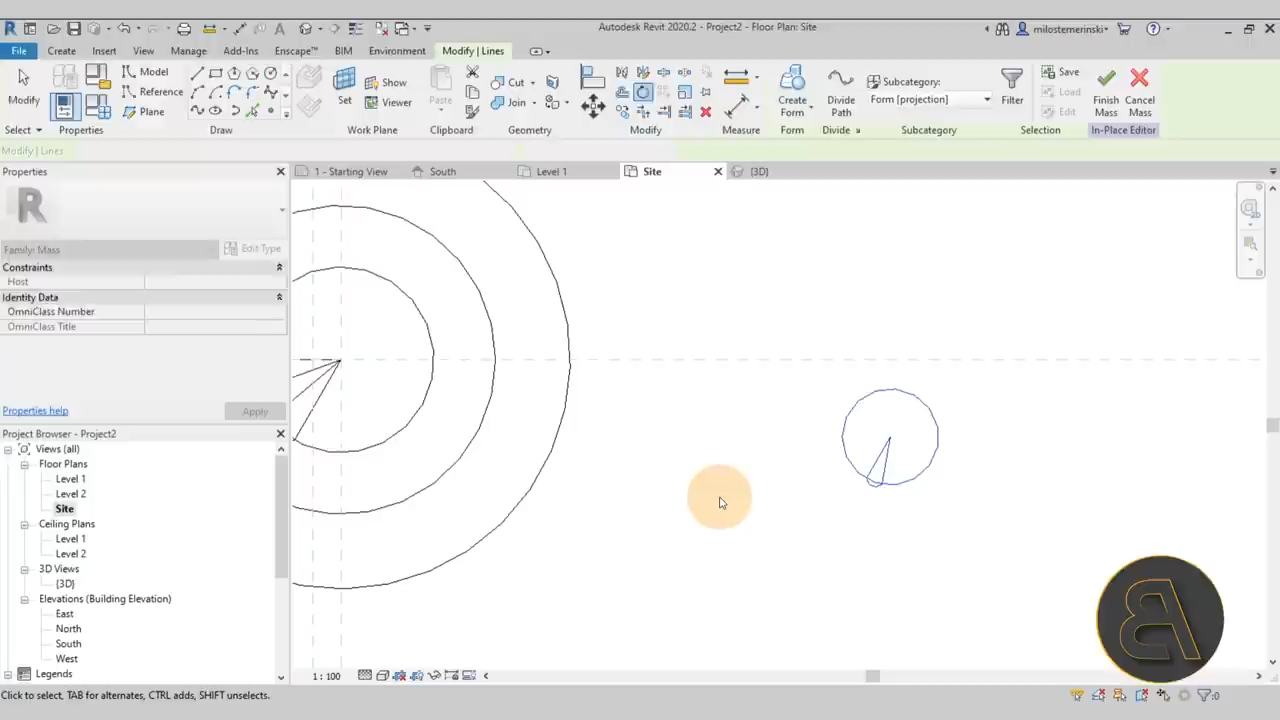 Autodesk Revit 2020.2 - Project2 - Floor Plan: Site
milostemerinski
File Create Insert View Manage Add-Ins Enscape™ BIM Environment Modify | Lines
Modify
Model
Reference
Plane
Set
Show
Viewer
Paste
Cut
Join
Create Form
Divide Path
Subcategory:
Form [projection]
Filter
Save
Load
Edit
Finish Mass
Cancel Mass
Select Properties Draw Work Plane Clipboard Geometry Modify Measure Form Divide Subcategory Selection In-Place Editor
Modify | Lines
Properties
1 - Starting View South Level 1 Site {3D}
Family: Mass
Edit Type
Constraints
Host
Identity Data
OmniClass Number
OmniClass Title
Properties help
Apply
Project Browser - Project2
Views (all)
Floor Plans
Level 1
Level 2
Site
Ceiling Plans
Level 1
Level 2
3D Views
{3D}
Elevations (Building Elevation)
East
North
South
West
Legends
1 : 100
Click to select, TAB for alternates, CTRL adds, SHIFT unselects.
:0